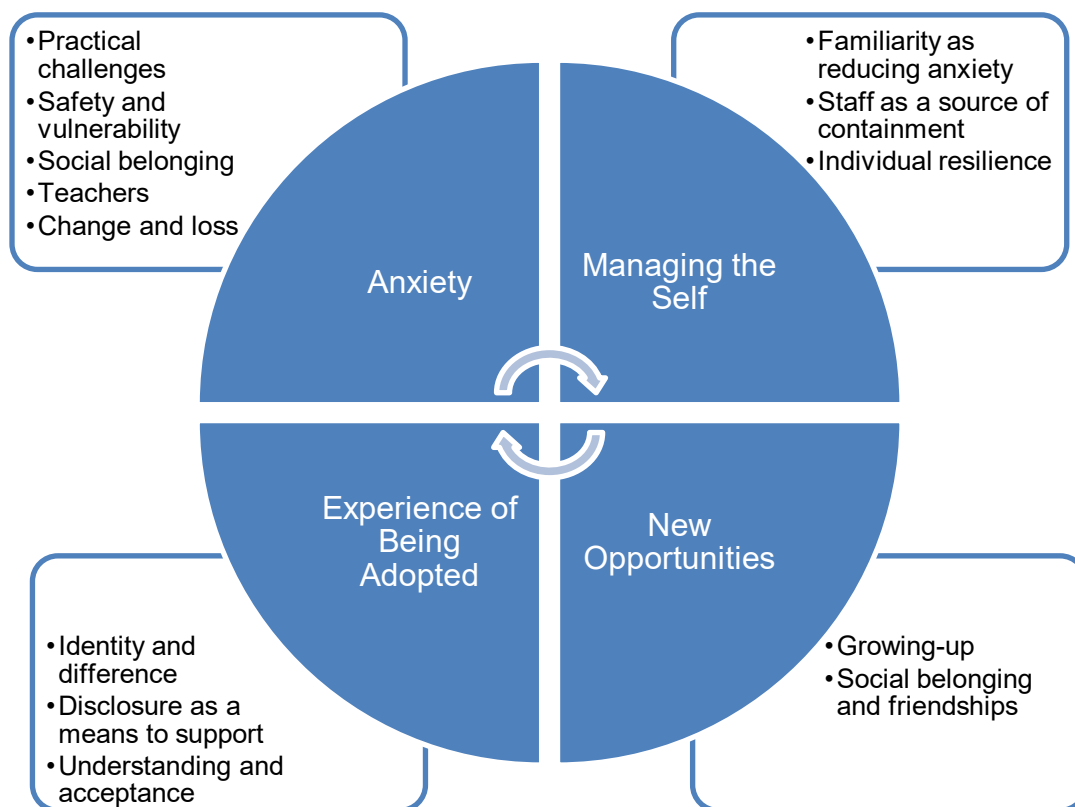 •Practical
challenges
•Safety and
vulnerability
•Social belonging
•Teachers
•Change and loss
•Familiarity as
reducing anxiety
•Staff as a source of
containment
•Individual resilience
Anxiety
Managing the
Self
Experience of
Being
Adopted
New
Opportunities
•Identity and
difference
•Disclosure as a
means to support
•Understanding and
acceptance
•Growing-up
•Social belonging
and friendships